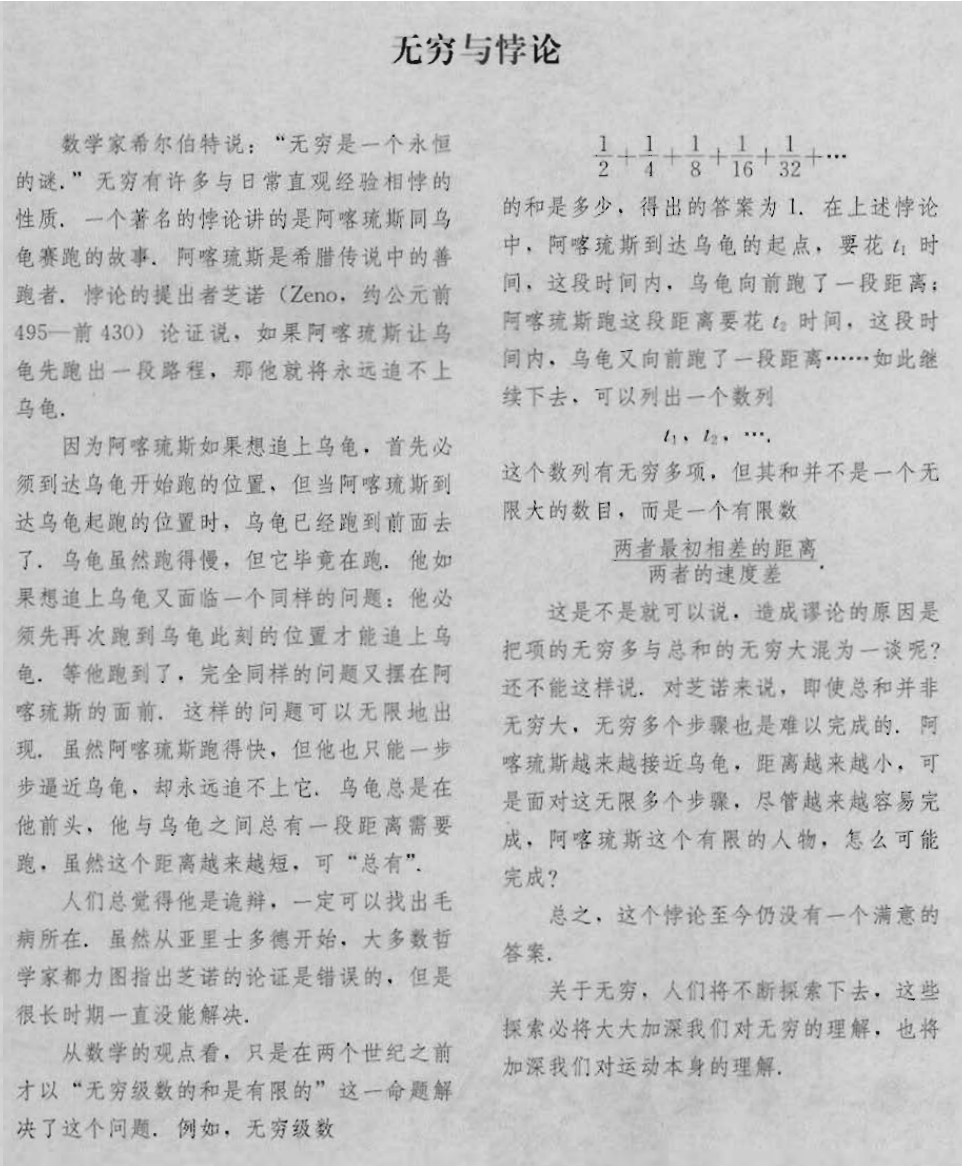 无穷与悖论
数学家希尔伯特说：“无穷是一个永恒
的谜．”无穷有许多与日常直观经验相悖的
性质．一个著名的悖论讲的是阿喀琉斯同乌
龟赛跑的故事．阿喀琉斯是希腊传说中的善
跑者．悖论的提出者芝诺（Zeno，约公元前
495—前430）论证说，如果阿喀琉斯让乌
龟先跑出一段路程，那他就将永远追不上
乌龟．
因为阿喀琉斯如果想追上乌龟，首先必
须到达乌龟开始跑的位置，但当阿喀琉斯到
达乌龟起跑的位置时，乌龟已经跑到前面去
了．乌龟虽然跑得慢，但它毕竟在跑．他如
果想追上乌龟又面临一个同样的问题：他必
须先再次跑到乌龟此刻的位置才能追上乌
龟．等他跑到了，完全同样的问题又摆在阿
喀琉斯的面前．这样的问题可以无限地出
现．虽然阿喀琉斯跑得快，但他也只能一步
步逼近乌龟，却永远追不上它．乌龟总是在
他前头，他与乌龟之间总有一段距离需要
跑，虽然这个距离越来越短，可“总有”．
人们总觉得他是诡辩，一定可以找出毛
病所在．虽然从亚里士多德开始，大多数哲
学家都力图指出芝诺的论证是错误的，但是
很长时期一直没能解决．
从数学的观点看，只是在两个世纪之前
才以“无穷级数的和是有限的”这一命题解
决了这个问题．例如，无穷级数
1/2+1/4+1/8+1/16+1/32+…
的和是多少，得出的答案为1．在上述悖论
中，阿喀琉斯到达乌龟的起点，要花t₁时
间，这段时间内，乌龟向前跑了一段距离；
阿喀琉斯跑这段距离要花t₂时间，这段时
间内，乌龟又向前跑了一段距离……如此继
续下去，可以列出一个数列
t₁，t₂，…．
这个数列有无穷多项，但其和并不是一个无
限大的数目，而是一个有限数
两者最初相差的距离
两者的速度差．
这是不是就可以说，造成谬论的原因是
把项的无穷多与总和的无穷大混为一谈呢？
还不能这样说．对芝诺来说，即使总和并非
无穷大，无穷多个步骤也是难以完成的．阿
喀琉斯越来越接近乌龟，距离越来越小，可
是面对这无限多个步骤，尽管越来越容易完
成，阿喀琉斯这个有限的人物，怎么可能
完成？
总之，这个悖论至今仍没有一个满意的
答案．
关于无穷，人们将不断探索下去，这些
探索必将大大加深我们对无穷的理解，也将
加深我们对运动本身的理解．